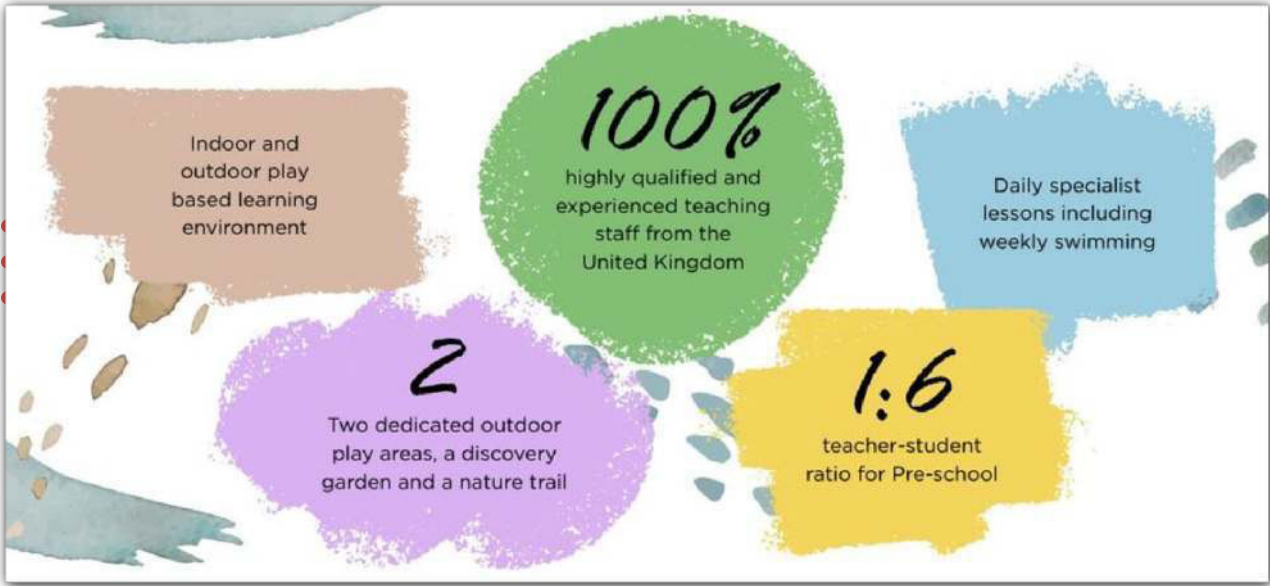 Indoor and
outdoor play
based learning
environment
100%
highly qualified and
experienced teaching
staff from the
United Kingdom
Daily specialist
lessons including
weekly swimming
2
Two dedicated outdoor
play areas, a discovery
garden and a nature trail
1:6
teacher-student
ratio for Pre-school